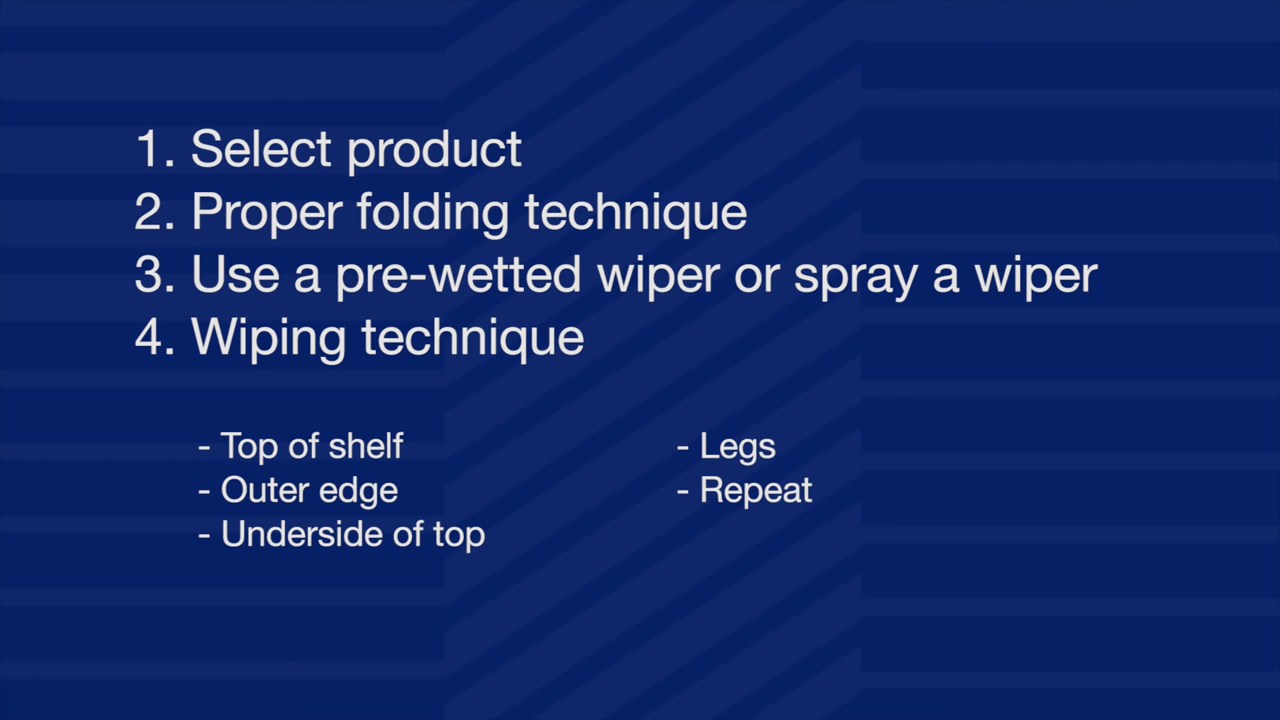 1. Select product
2. Proper folding technique
3. Use a pre-wetted wiper or spray a wiper
4. Wiping technique
- Top of shelf
- Outer edge
- Underside of top
- Legs
- Repeat